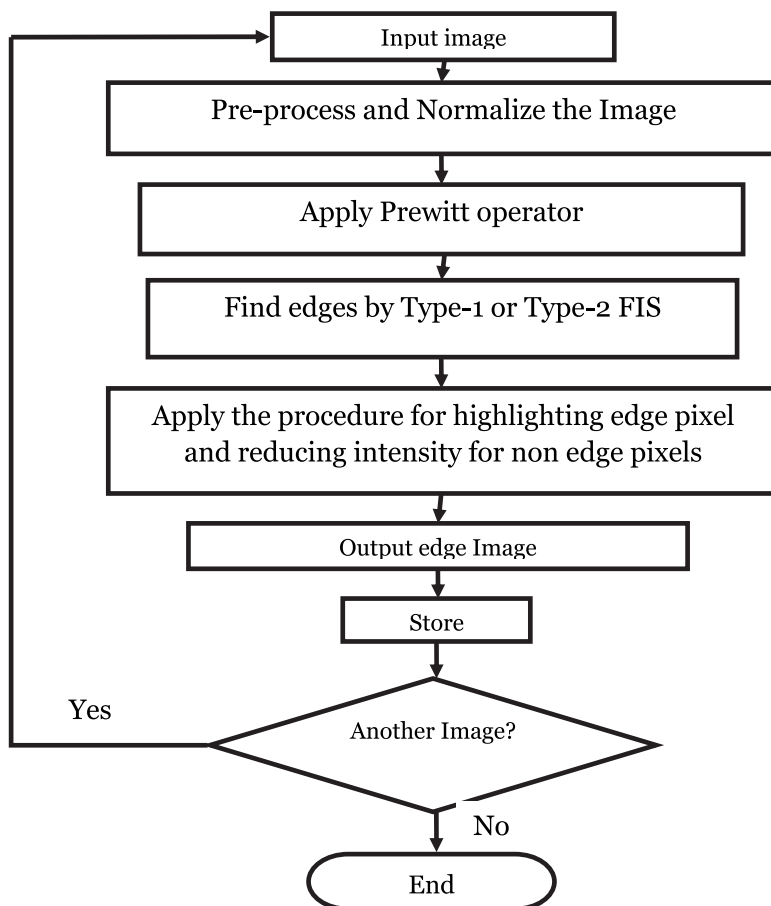 Input image
Pre-process and Normalize the Image
Apply Prewitt operator
Find edges by Type-1 or Type-2 FIS
Apply the procedure for highlighting edge pixel
and reducing intensity for non edge pixels
Output edge Image
Store
Yes
Another Image?
No
End